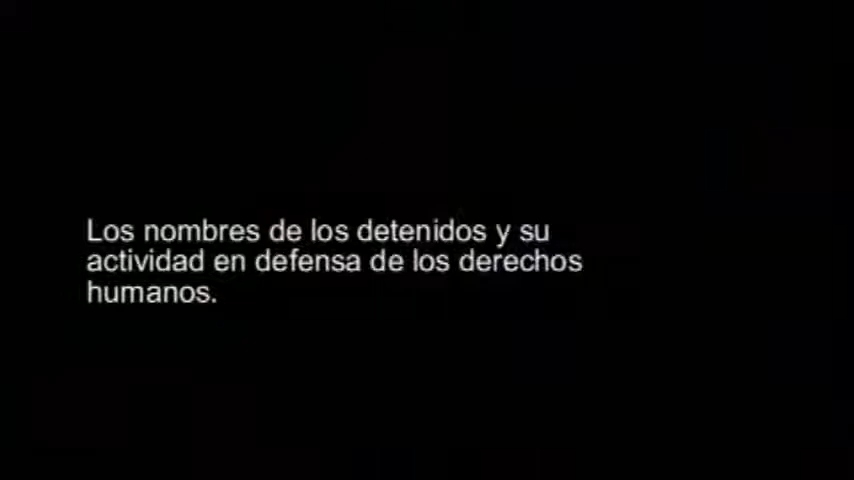 Los nombres de los detenidos y su
actividad en defensa de los derechos
humanos.